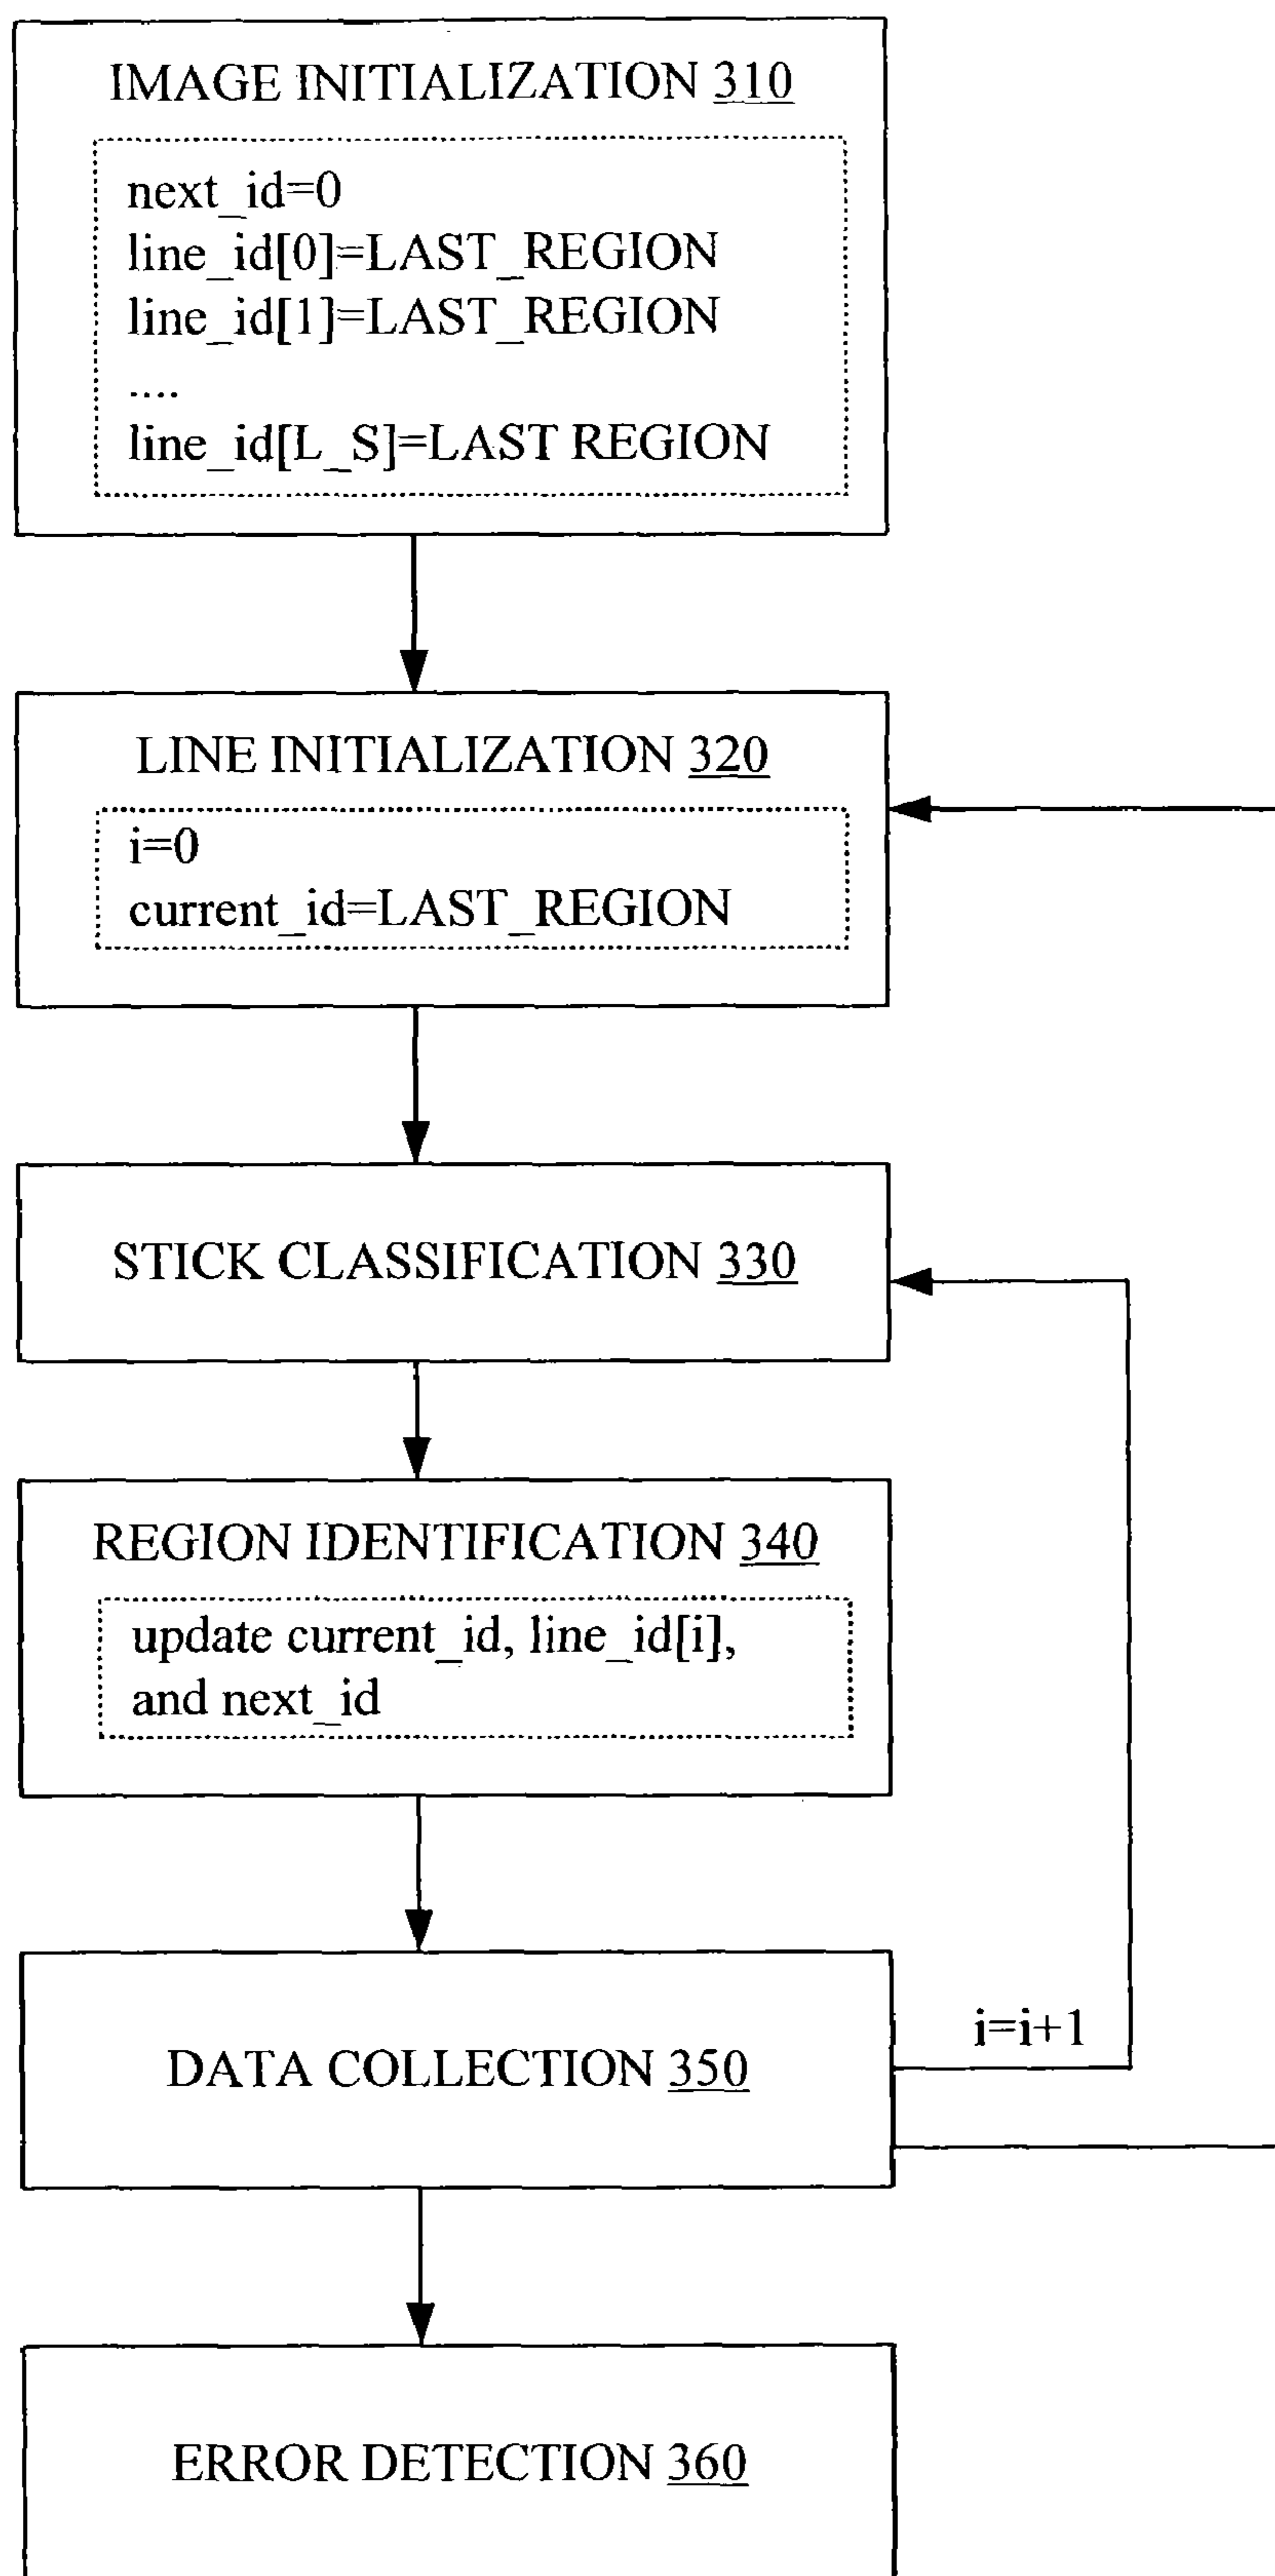 IMAGE INITIALIZATION 310
next_id=0
line_id[0]=LAST_REGION
line_id[1]=LAST_REGION
....
line_id[L_S]=LAST REGION
LINE INITIALIZATION 320
i=0
current_id=LAST_REGION
STICK CLASSIFICATION 330
REGION IDENTIFICATION 340
update current_id, line_id[i],
and next_id
i=i+1
DATA COLLECTION 350
ERROR DETECTION 360